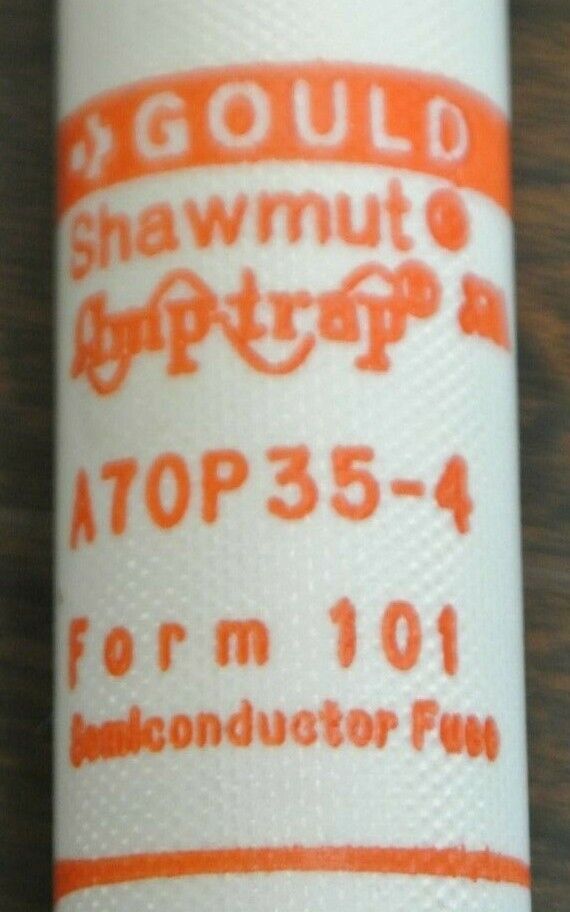 GOULD
Shawmut®
Amp-trap®
A70P35-4
Form 101
Semiconductor Fuse